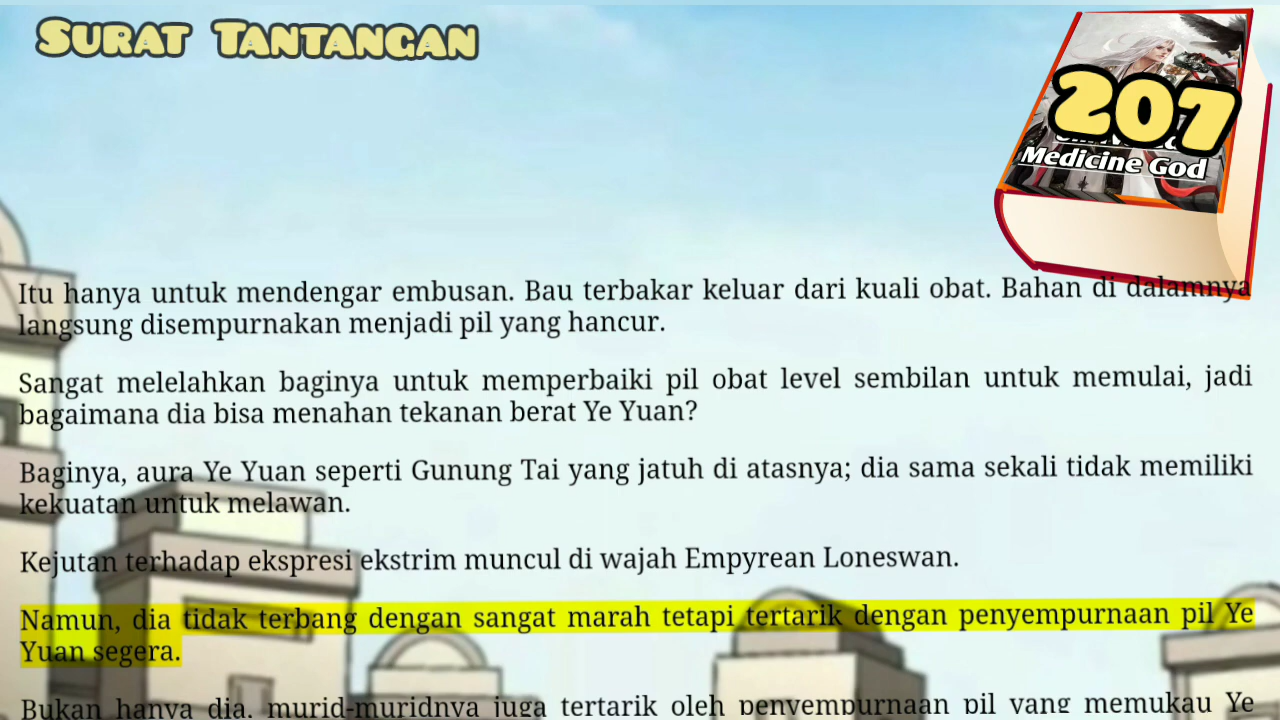 Surat Tantangan
207
Medicine God
Itu hanya untuk mendengar embusan. Bau terbakar keluar dari kuali obat. Bahan di dalamnya
langsung disempurnakan menjadi pil yang hancur.
Sangat melelahkan baginya untuk memperbaiki pil obat level sembilan untuk memulai, jadi
bagaimana dia bisa menahan tekanan berat Ye Yuan?
Baginya, aura Ye Yuan seperti Gunung Tai yang jatuh di atasnya; dia sama sekali tidak memiliki
kekuatan untuk melawan.
Kejutan terhadap ekspresi ekstrim muncul di wajah Empyrean Loneswan.
Namun, dia tidak terbang dengan sangat marah tetapi tertarik dengan penyempurnaan pil Ye
Yuan segera.
Bukan hanya dia, murid-muridnya juga tertarik oleh penyempurnaan pil yang memukau Ye